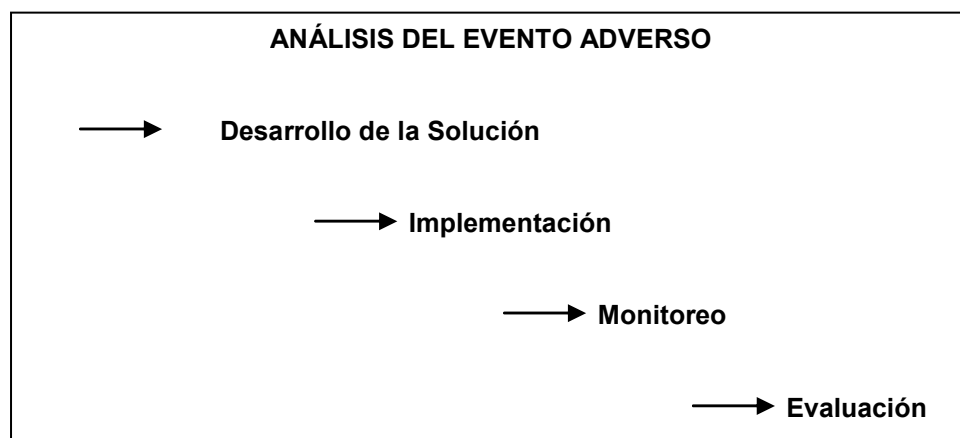 ANÁLISIS DEL EVENTO ADVERSO
Desarrollo de la Solución
Implementación
Monitoreo
Evaluación